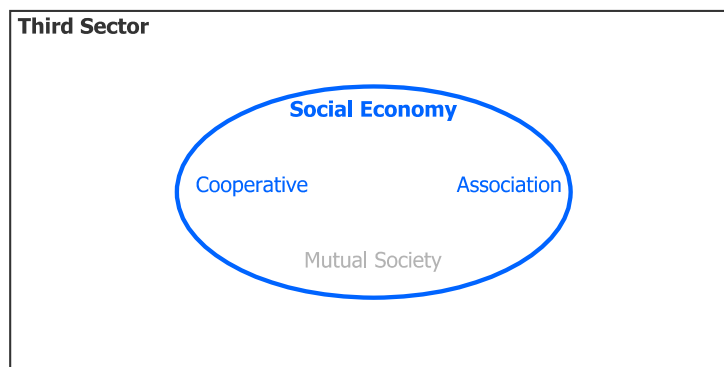 Third Sector
Social Economy
Cooperative
Association
Mutual Society